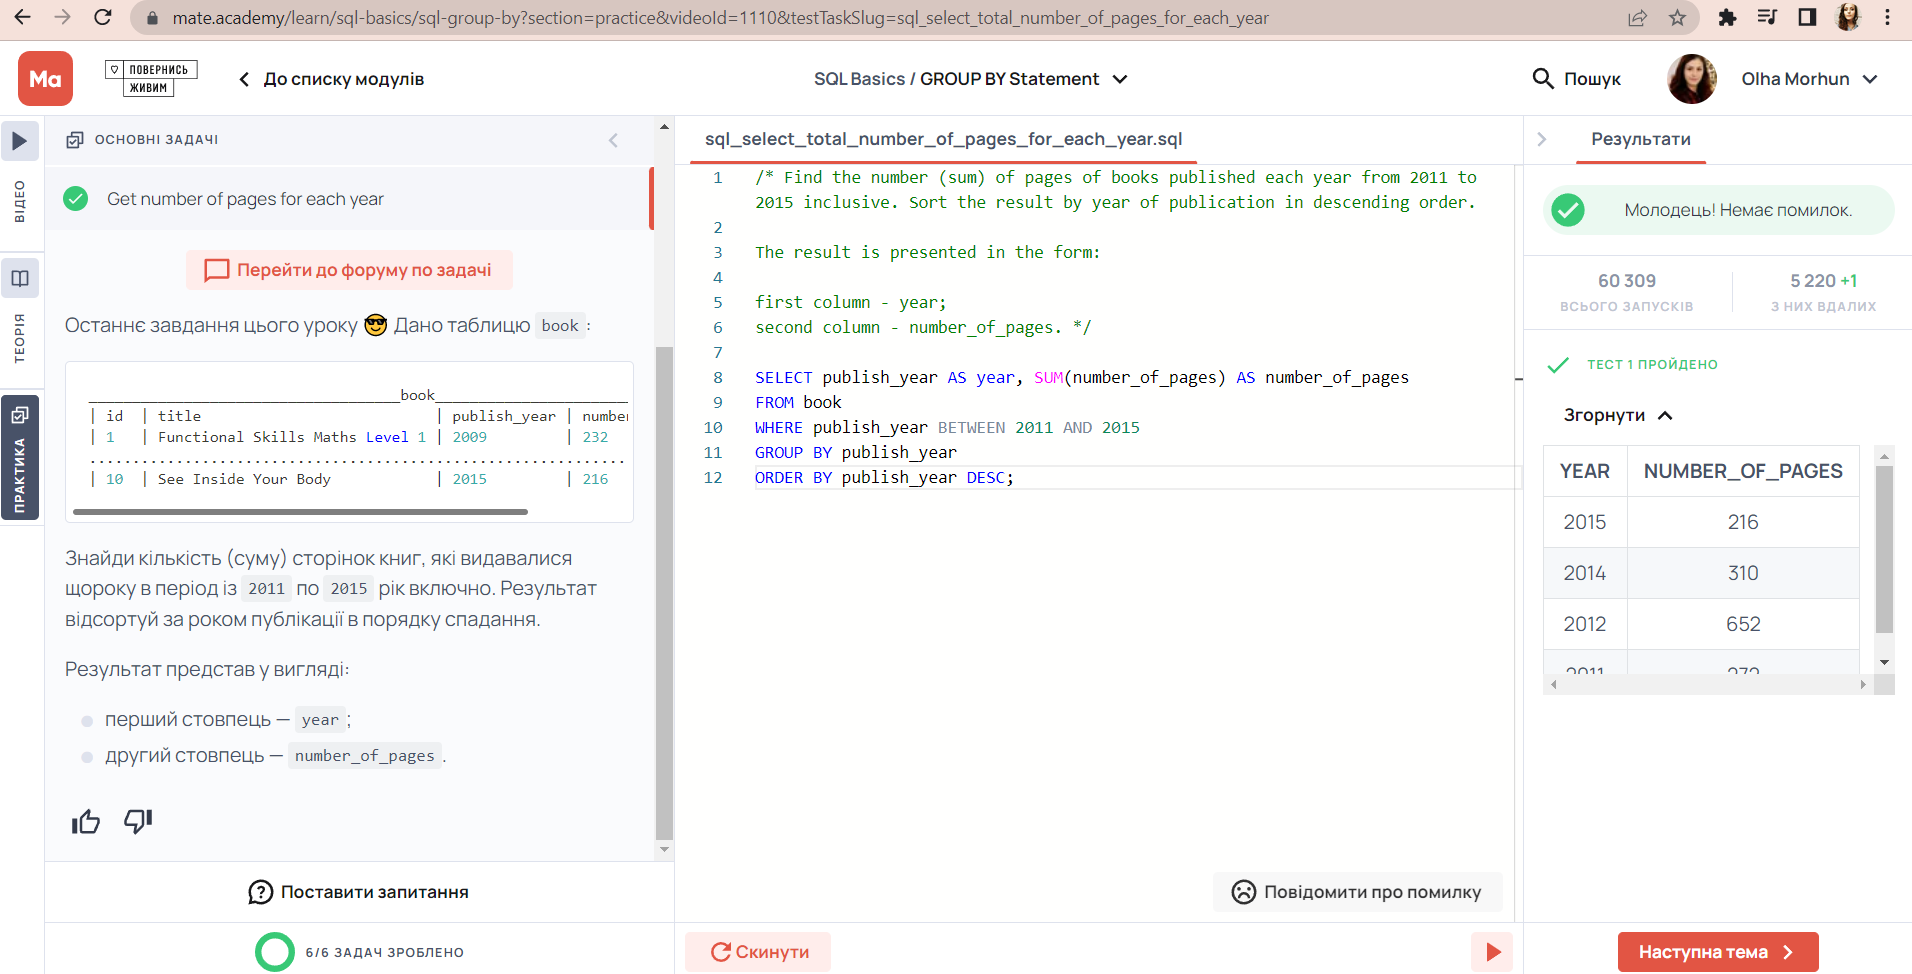 mate.academy/learn/sql-basics/sql-group-by?section=practice&videoId=1110&testTaskSlug=sql_select_total_number_of_pages_for_each_year
Ma
ПОВЕРНИСЬ
ЖИВИМ
До списку модулів
SQL Basics / GROUP BY Statement
Пошук
Olha Morhun
ВІДЕО
ТЕОРІЯ
ПРАКТИКА
ОСНОВНІ ЗАДАЧІ
Get number of pages for each year
Перейти до форуму по задачі
Останнє завдання цього уроку 😎 Дано таблицю book:
____________________________________book_________________________
| id | title | publish_year | number
| 1 | Functional Skills Maths Level 1 | 2009 | 232
..............................................................
| 10 | See Inside Your Body | 2015 | 216
Знайди кількість (суму) сторінок книг, які видавалися
щороку в період із 2011 по 2015 рік включно. Результат
відсортуй за роком публікації в порядку спадання.
Результат представ у вигляді:
перший стовпець — year;
другий стовпець — number_of_pages.
Поставити запитання
6/6 ЗАДАЧ ЗРОБЛЕНО
sql_select_total_number_of_pages_for_each_year.sql
1 /* Find the number (sum) of pages of books published each year from 2011 to
2015 inclusive. Sort the result by year of publication in descending order.
2
3 The result is presented in the form:
4
5 first column - year;
6 second column - number_of_pages. */
7
8 SELECT publish_year AS year, SUM(number_of_pages) AS number_of_pages
9 FROM book
10 WHERE publish_year BETWEEN 2011 AND 2015
11 GROUP BY publish_year
12 ORDER BY publish_year DESC;
Повідомити про помилку
Скинути
Результати
Молодець! Немає помилок.
60 309
ВСЬОГО ЗАПУСКІВ
5 220 +1
З НИХ ВДАЛИХ
ТЕСТ 1 ПРОЙДЕНО
Згорнути
YEAR NUMBER_OF_PAGES
2015 216
2014 310
2012 652
2011 272
Наступна тема